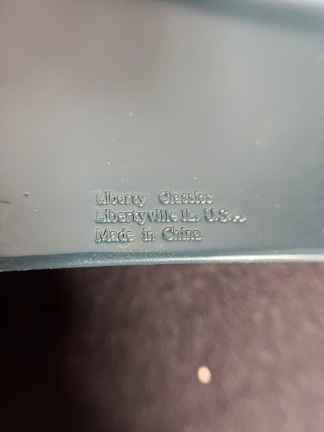 Liberty Classics
Libertyville IL. U.S.A.
Made in China